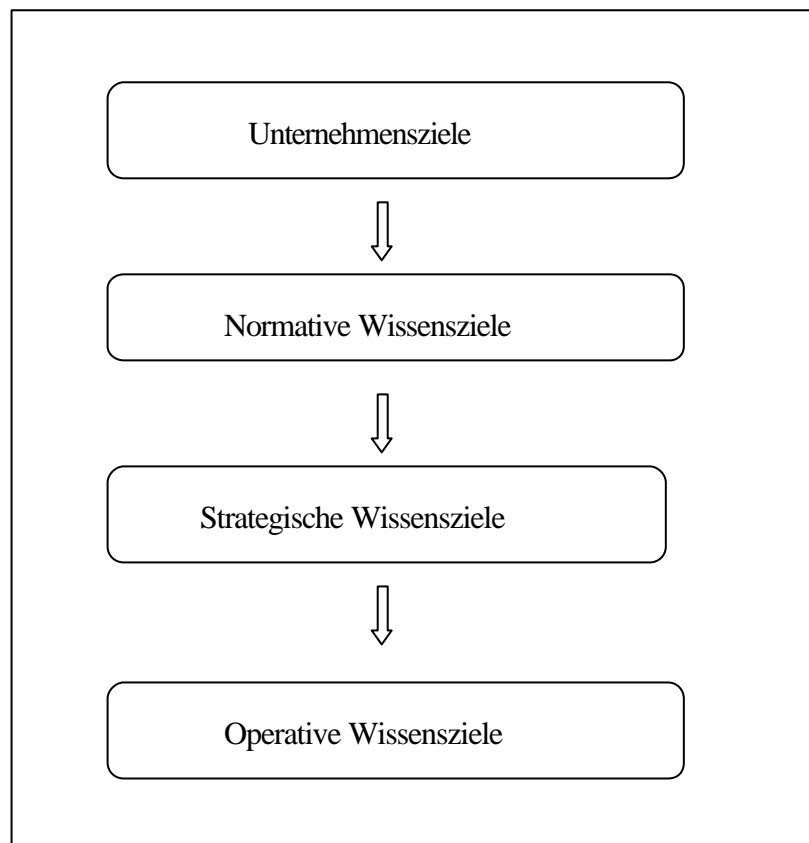 Unternehmensziele
Normative Wissensziele
Strategische Wissensziele
Operative Wissensziele